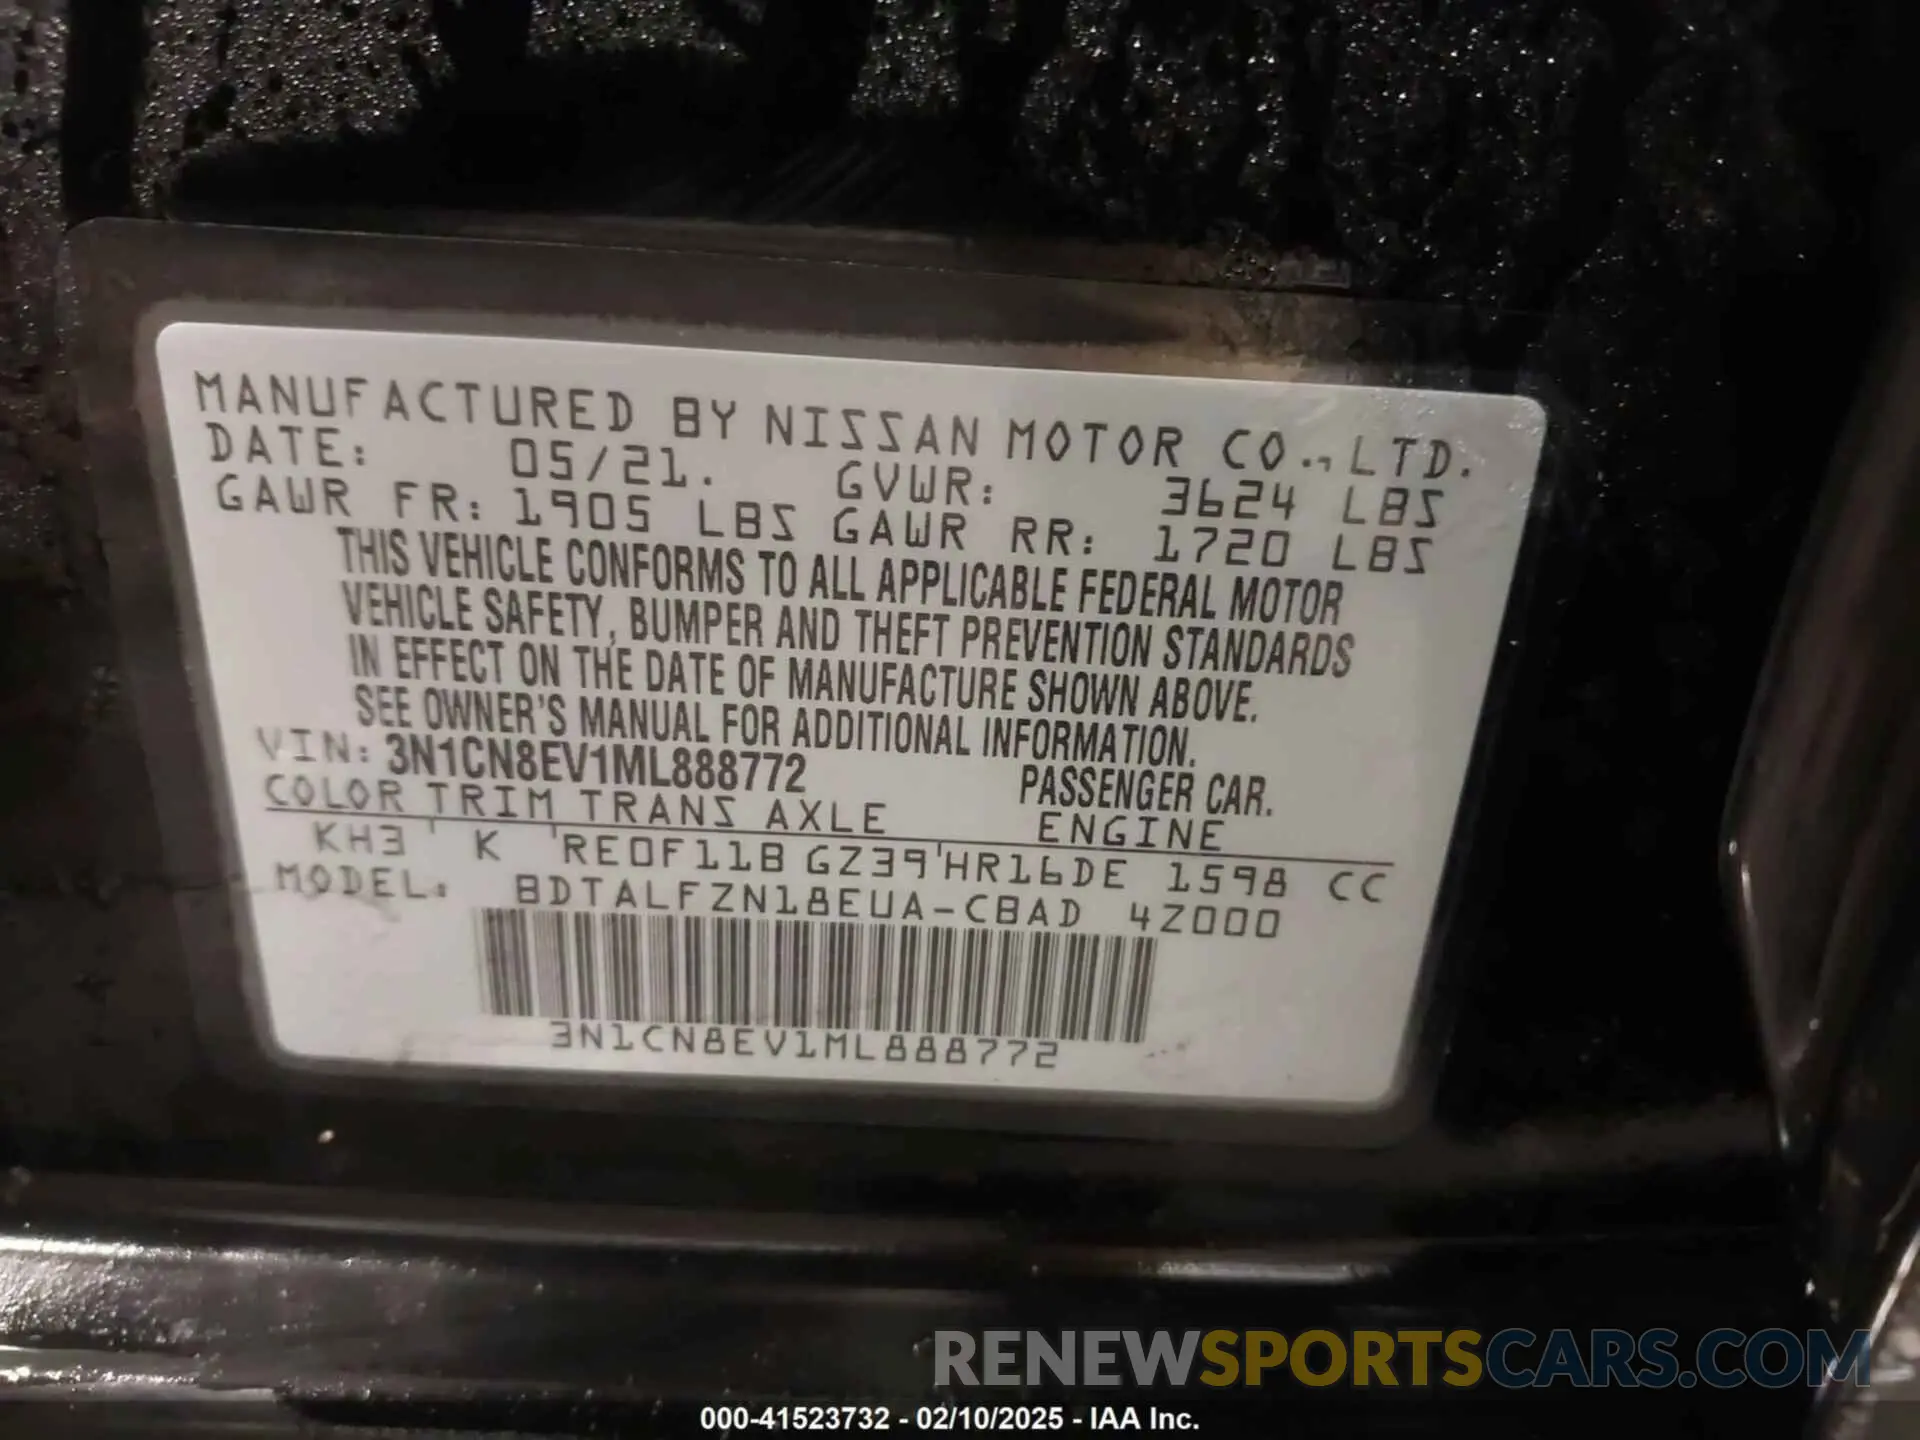 MANUFACTURED BY NISSAN MOTOR CO., LTD.
DATE: 05/21. GVWR: 3624 LBS
GAWR FR: 1905 LBS GAWR RR: 1720 LBS
THIS VEHICLE CONFORMS TO ALL APPLICABLE FEDERAL MOTOR
VEHICLE SAFETY, BUMPER AND THEFT PREVENTION STANDARDS
IN EFFECT ON THE DATE OF MANUFACTURE SHOWN ABOVE.
SEE OWNER'S MANUAL FOR ADDITIONAL INFORMATION.
VIN: 3N1CN8EV1ML888772 PASSENGER CAR.
COLOR TRIM TRANS AXLE ENGINE
KH3 ' K 'RE0F11B GZ39'HR16DE 1598 CC
MODEL: BDTALFZN18EUA-CBAD 4Z000
3N1CN8EV1ML888772
RENEWSPORTSCARS.COM
000-41523732 - 02/10/2025 - IAA Inc.